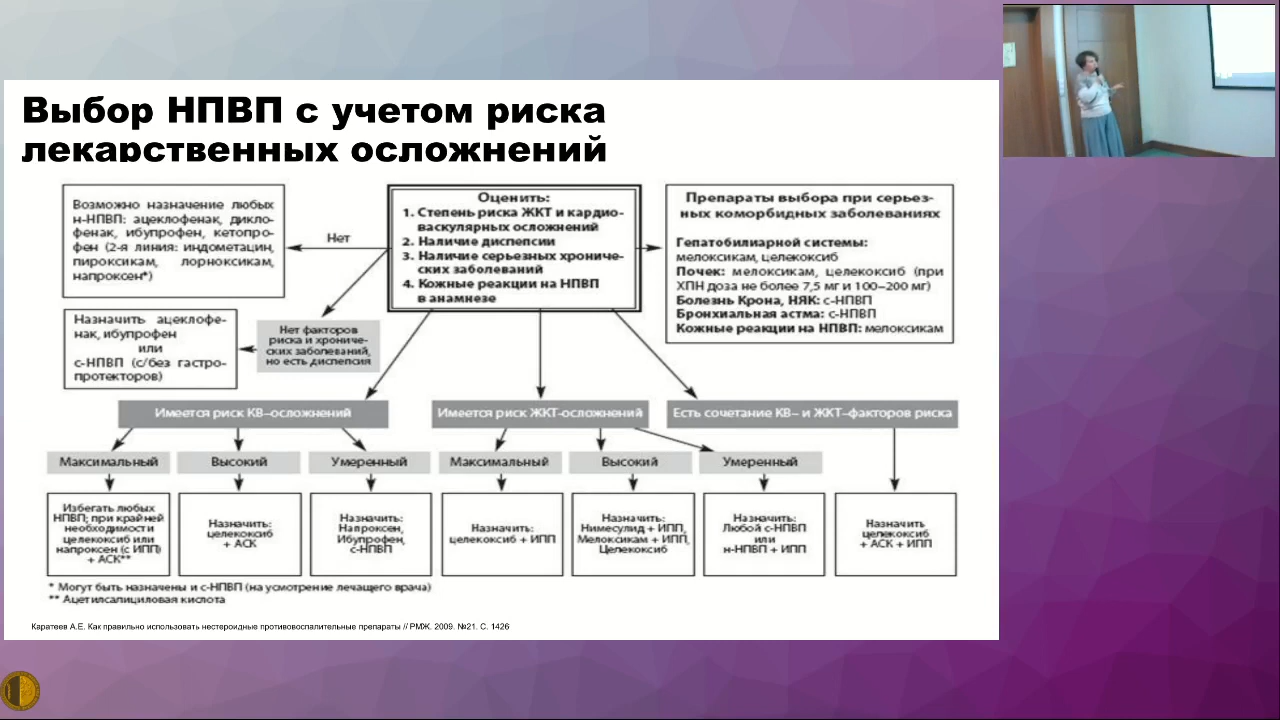 Выбор НПВП с учетом риска
лекарственных осложнений
Возможно назначение любых
н-НПВП: ацеклофенак, дикло-
фенак, ибупрофен, кетопро-
фен (2-я линия: индометацин,
пироксикам, лорноксикам,
напроксен*)
Нет
Оценить:
1. Степень риска ЖКТ и кардио-
васкулярных осложнений
2. Наличие диспепсии
3. Наличие серьезных хрониче-
ских заболеваний
4. Кожные реакции на НПВП
в анамнезе
Препараты выбора при серьез-
ных коморбидных заболеваниях
Гепатобилиарной системы:
мелоксикам, целекоксиб
Почек: мелоксикам, целекоксиб (при
ХПН доза не более 7,5 мг и 100–200 мг)
Болезнь Крона, НЯК: с-НПВП
Бронхиальная астма: с-НПВП
Кожные реакции на НПВП: мелоксикам
Назначить ацеклофе-
нак, ибупрофен
или
с-НПВП (с/без гастро-
протекторов)
Нет факторов
риска и хрониче-
ских заболеваний,
но есть диспепсия
Имеется риск КВ–осложнений
Имеется риск ЖКТ-осложнений
Есть сочетание КВ– и ЖКТ–факторов риска
Максимальный
Высокий
Умеренный
Максимальный
Высокий
Умеренный
Избегать любых
НПВП; при крайней
необходимости
целекоксиб или
напроксен (с ИПП)
+ АСК**
Назначить:
целекоксиб
+ АСК
Назначить:
Напроксен,
Ибупрофен,
с-НПВП
Назначить:
целекоксиб + ИПП
Назначить:
Нимесулид + ИПП,
Мелоксикам + ИПП,
Целекоксиб
Назначить:
Любой с-НПВП
или
н-НПВП + ИПП
Назначить
целекоксиб
+ АСК + ИПП
* Могут быть назначены и с-НПВП (на усмотрение лечащего врача)
** Ацетилсалициловая кислота
Каратеев А.Е. Как правильно использовать нестероидные противовоспалительные препараты // РМЖ. 2009. №21. С. 1426